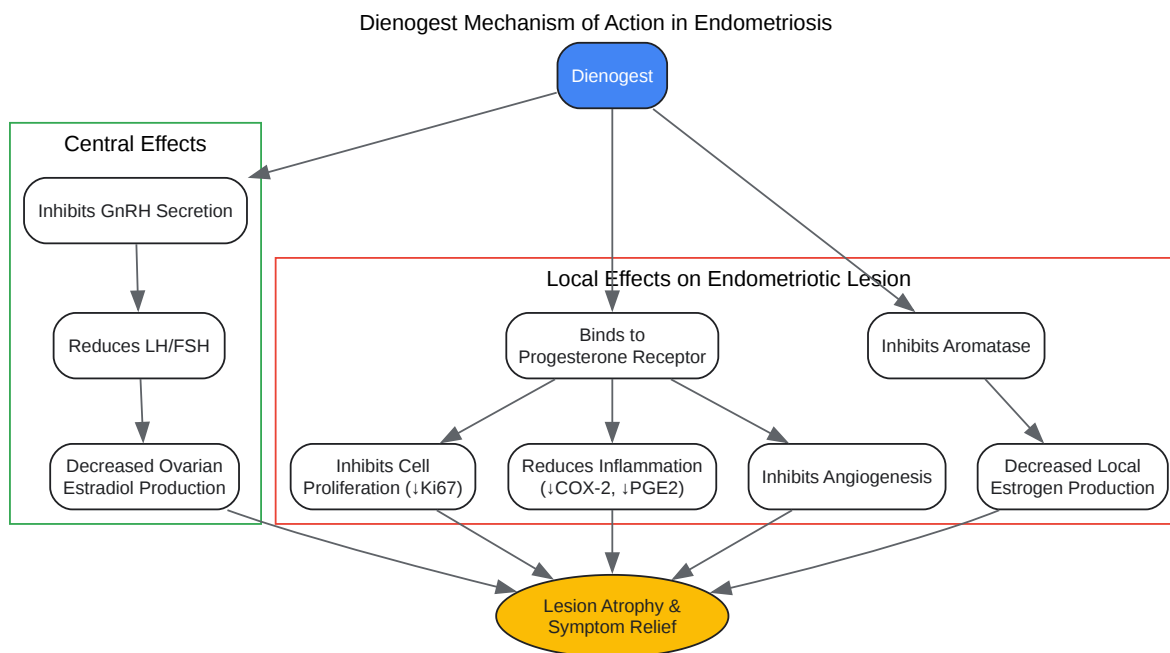 Dienogest Mechanism of Action in Endometriosis
Dienogest
Central Effects
Inhibits GnRH Secretion
Reduces LH/FSH
Decreased Ovarian
Estradiol Production
Local Effects on Endometriotic Lesion
Binds to
Progesterone Receptor
Inhibits Aromatase
Inhibits Cell
Proliferation (↓Ki67)
Reduces Inflammation
(↓COX-2, ↓PGE2)
Inhibits Angiogenesis
Decreased Local
Estrogen Production
Lesion Atrophy &
Symptom Relief